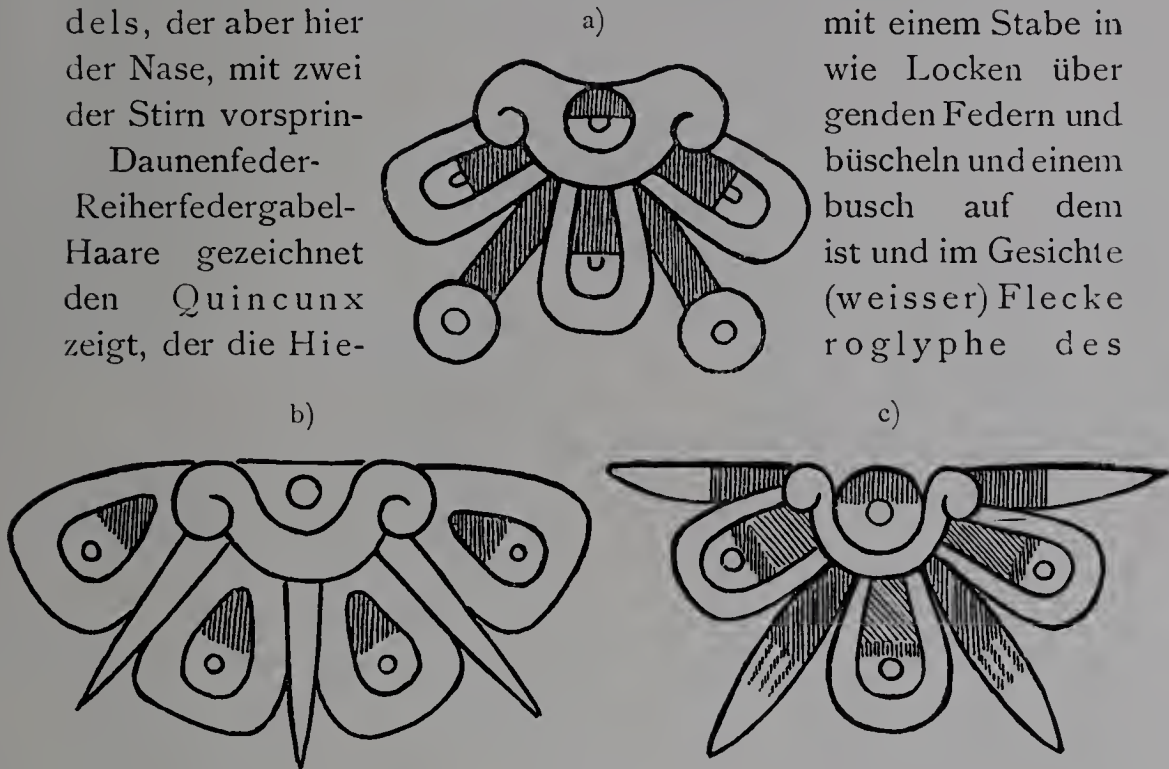 a)
dels, der aber hier mit einem Stabe in
der Nase, mit zwei wie Locken über
der Stirn vorsprin- genden Federn und
Daunenfeder- büscheln und einem
Reiherfedergabel- busch auf dem
Haare gezeichnet ist und im Gesichte
den Quincunx (weisser) Flecke
zeigt, der die Hie- roglyphe des
b)
c)